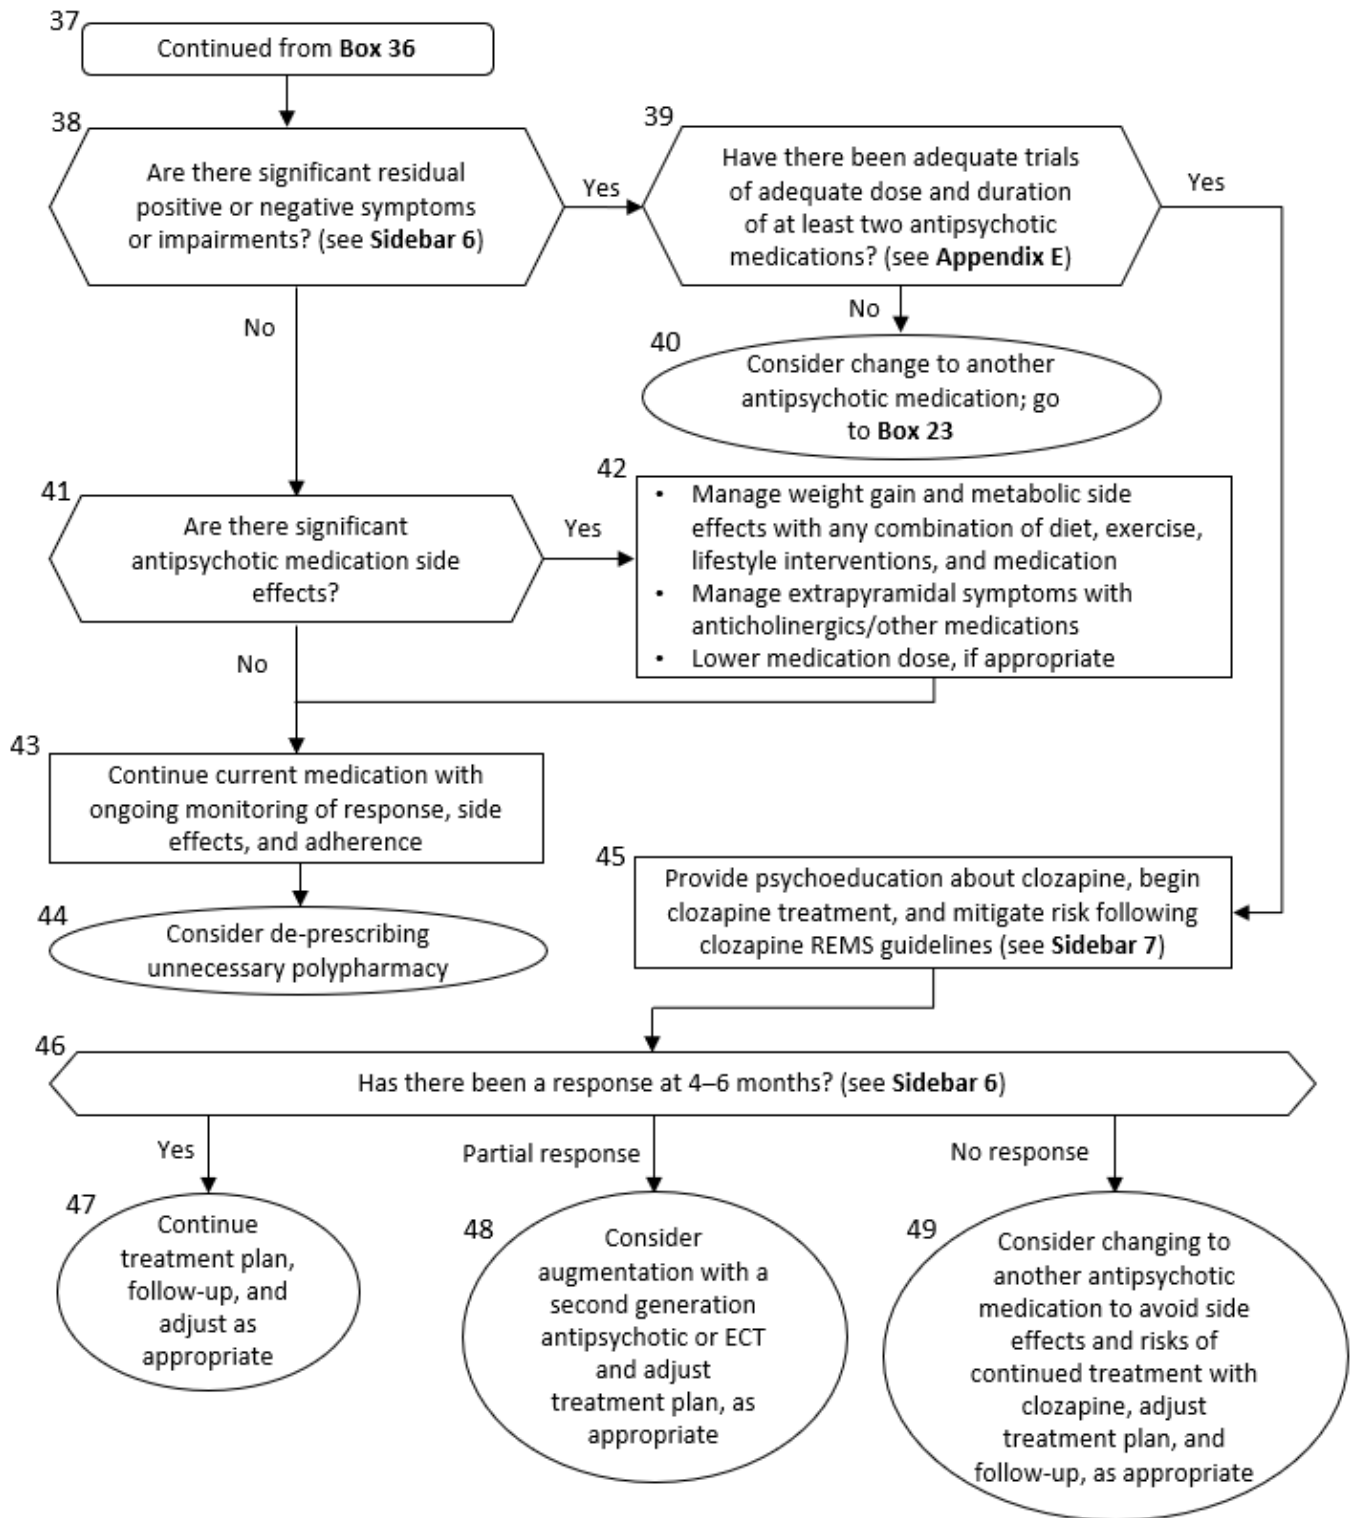 37
Continued from Box 36
38
Are there significant residual
positive or negative symptoms
or impairments? (see Sidebar 6)
Yes
39
Have there been adequate trials
of adequate dose and duration
of at least two antipsychotic
medications? (see Appendix E)
Yes
No
No
40
Consider change to another
antipsychotic medication; go
to Box 23
41
Are there significant
antipsychotic medication side
effects?
Yes
42
• Manage weight gain and metabolic side
effects with any combination of diet, exercise,
lifestyle interventions, and medication
• Manage extrapyramidal symptoms with
anticholinergics/other medications
• Lower medication dose, if appropriate
No
43
Continue current medication with
ongoing monitoring of response, side
effects, and adherence
44
Consider de-prescribing
unnecessary polypharmacy
45
Provide psychoeducation about clozapine, begin
clozapine treatment, and mitigate risk following
clozapine REMS guidelines (see Sidebar 7)
46
Has there been a response at 4–6 months? (see Sidebar 6)
Yes
Partial response
No response
47
Continue
treatment plan,
follow-up, and
adjust as
appropriate
48
Consider
augmentation with a
second generation
antipsychotic or ECT
and adjust
treatment plan, as
appropriate
49
Consider changing to
another antipsychotic
medication to avoid side
effects and risks of
continued treatment with
clozapine, adjust
treatment plan, and
follow-up, as appropriate